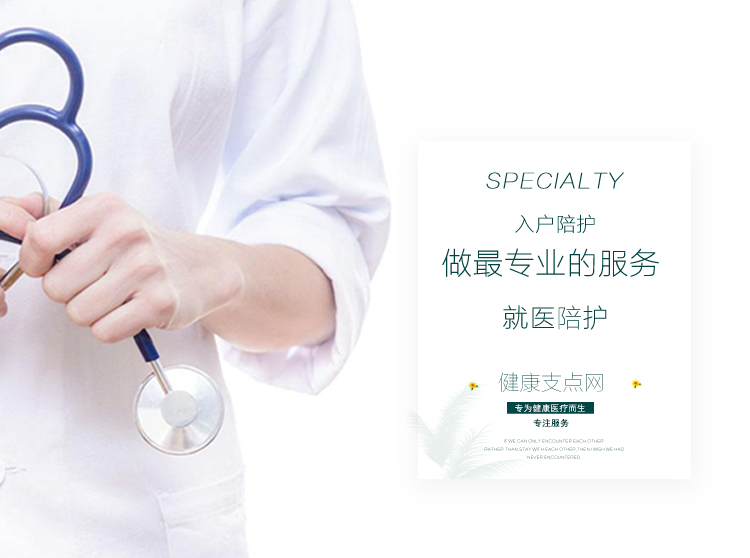 SPECIALTY
入户陪护
做最专业的服务
就医陪护
健康支点网
专为健康医疗而生
专注服务
IF WE CAN ONLY ENCOUNTER EACH OTHER
RATHER THAN STAY WITH EACH OTHER,THEN I WISH WE HAD
NEVER ENCOUNTERED